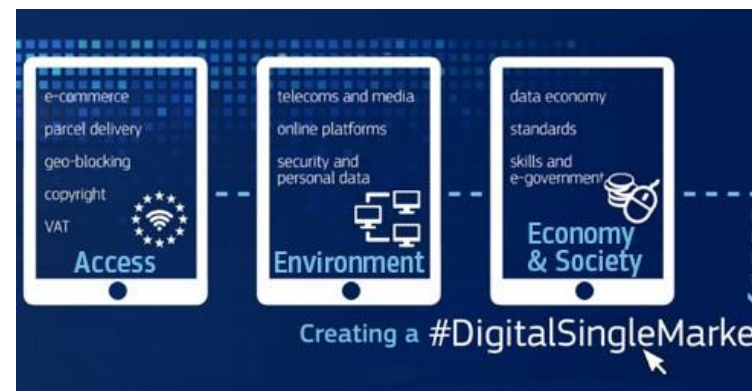 e-commerce
parcel delivery
geo-blocking
copyright
VAT
Access
telecoms and media
online platforms
security and
personal data
Environment
data economy
standards
skills and
e-government
Economy
& Society
Creating a #DigitalSingleMarke